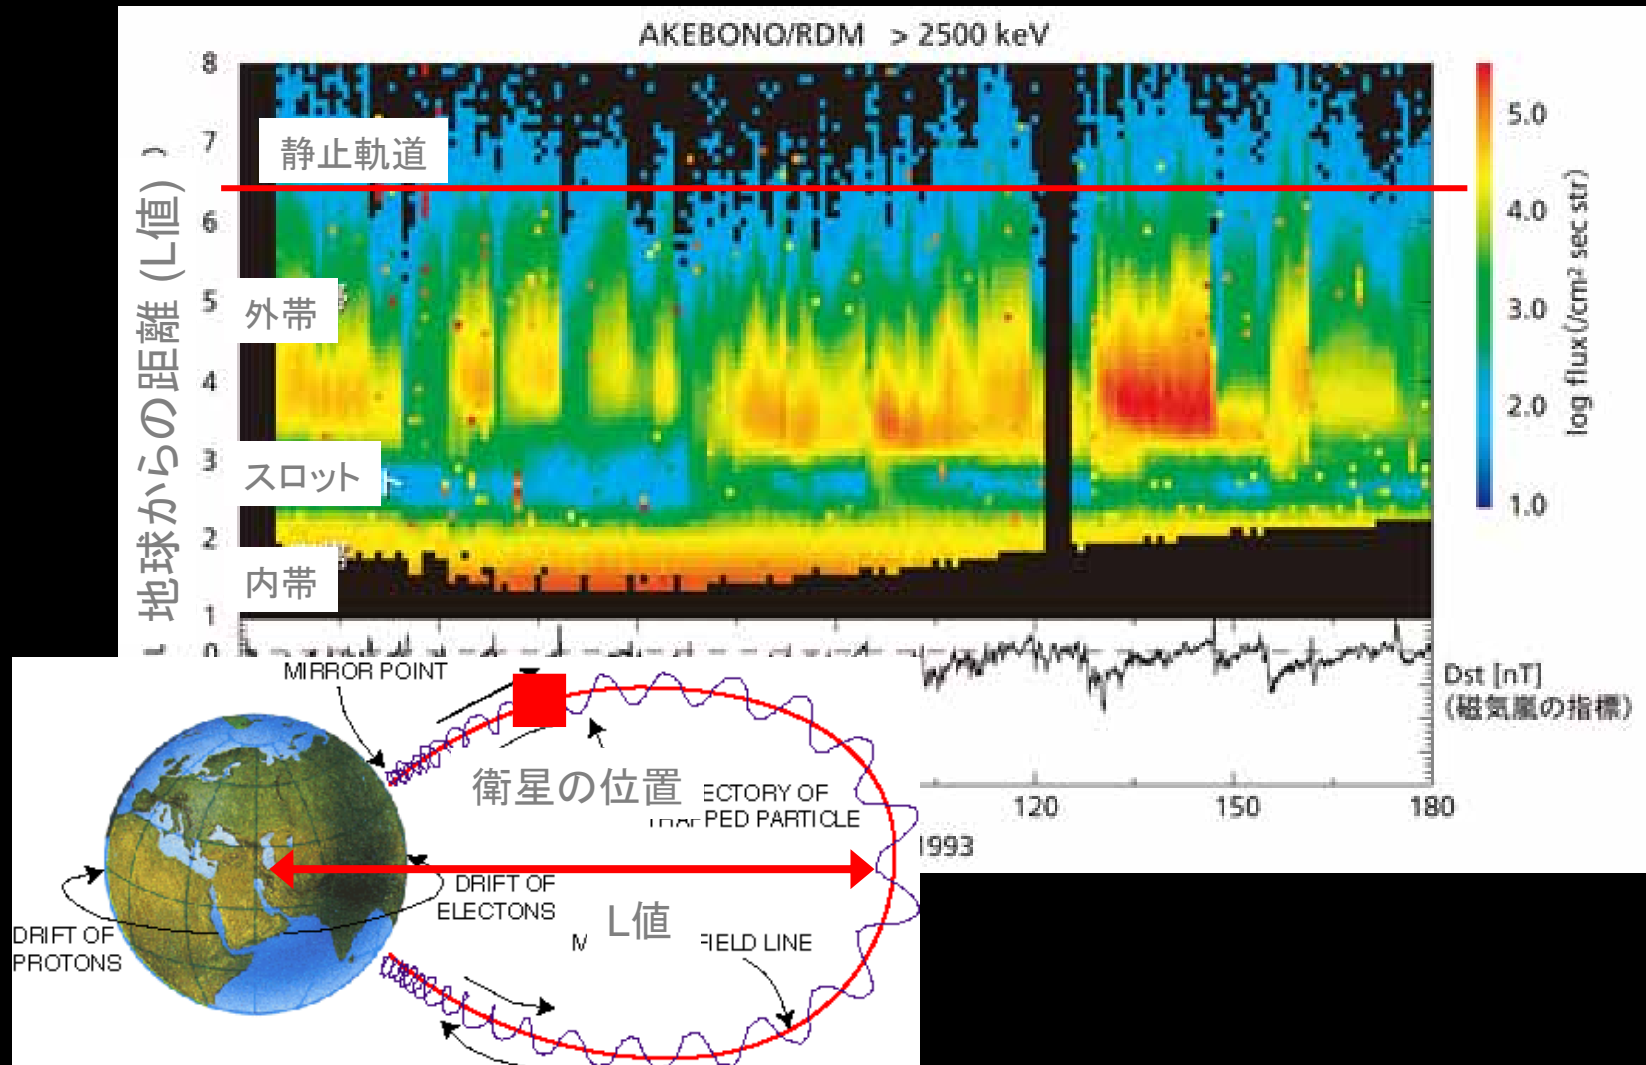 AKEBONO/RDM > 2500 keV
8
7
静止軌道
6
5
外帯
4
3
スロット
2
内帯
1
0
地球からの距離 (L値)
5.0
4.0
3.0
2.0
1.0
log flux(/cm² sec str)
Dst [nT]
(磁気嵐の指標)
120
150
180
1993
MIRROR POINT
衛星の位置
ECTORY OF
PED PARTICLE
DRIFT OF
ELECTONS
L値
FIELD LINE
DRIFT OF
PROTONS